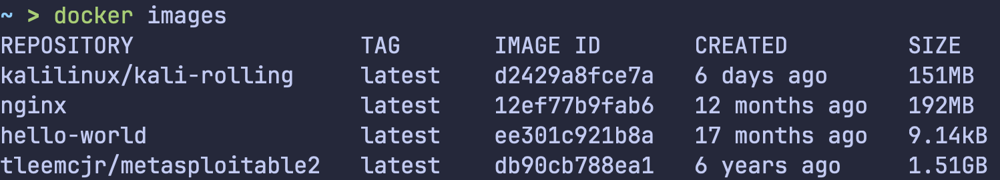 ~ > docker images
REPOSITORY TAG IMAGE ID CREATED SIZE
kalilinux/kali-rolling latest d2429a8fce7a 6 days ago 151MB
nginx latest 12ef77b9fab6 12 months ago 192MB
hello-world latest ee301c921b8a 17 months ago 9.14kB
tleemcjr/metasploitable2 latest db90cb788ea1 6 years ago 1.51GB